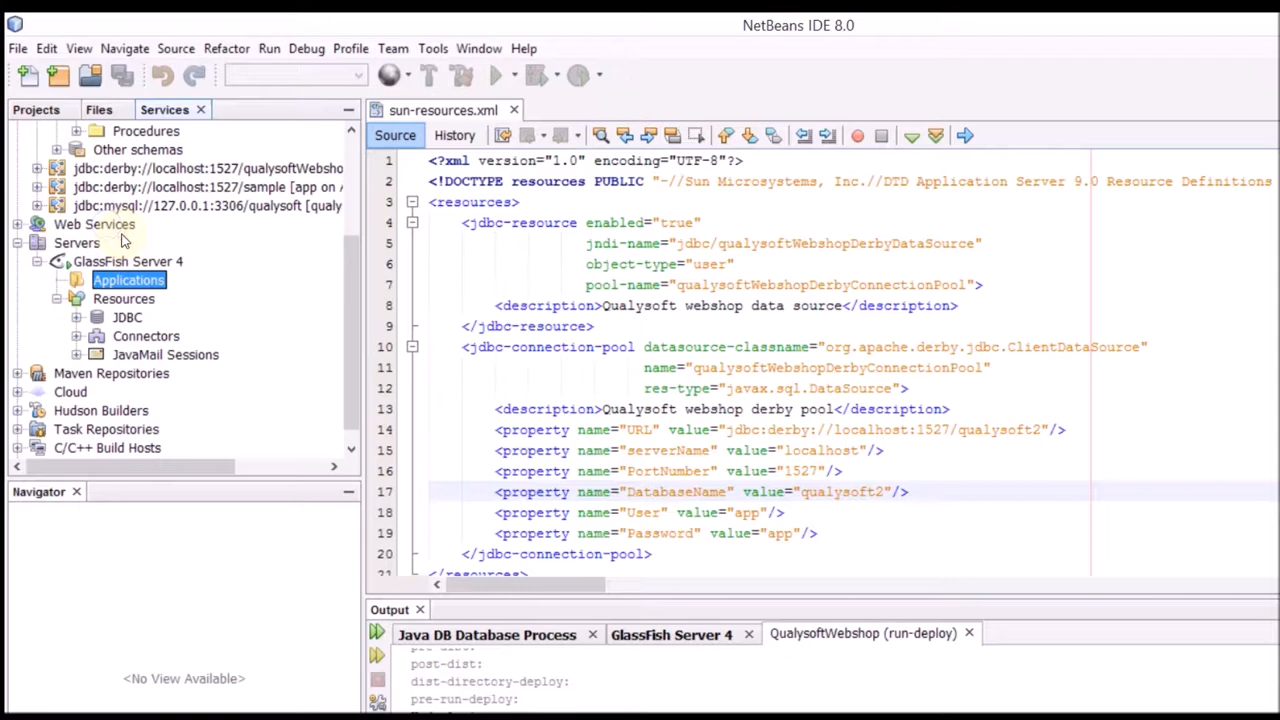 NetBeans IDE 8.0
File Edit View Navigate Source Refactor Run Debug Profile Team Tools Window Help
Projects Files Services
Procedures
Other schemas
jdbc:derby://localhost:1527/qualysoftWebsho
jdbc:derby://localhost:1527/sample [app on A
jdbc:mysql://127.0.0.1:3306/qualysoft [qualy
Web Services
Servers
GlassFish Server 4
Applications
Resources
JDBC
Connectors
JavaMail Sessions
Maven Repositories
Cloud
Hudson Builders
Task Repositories
C/C++ Build Hosts
Navigator
<No View Available>
sun-resources.xml
Source History
1 <?xml version="1.0" encoding="UTF-8"?>
2 <!DOCTYPE resources PUBLIC "-//Sun Microsystems, Inc.//DTD Application Server 9.0 Resource Definitions
3 <resources>
4 <jdbc-resource enabled="true"
5 jndi-name="jdbc/qualysoftWebshopDerbyDataSource"
6 object-type="user"
7 pool-name="qualysoftWebshopDerbyConnectionPool">
8 <description>Qualysoft webshop data source</description>
9 </jdbc-resource>
10 <jdbc-connection-pool datasource-classname="org.apache.derby.jdbc.ClientDataSource"
11 name="qualysoftWebshopDerbyConnectionPool"
12 res-type="javax.sql.DataSource">
13 <description>Qualysoft webshop derby pool</description>
14 <property name="URL" value="jdbc:derby://localhost:1527/qualysoft2"/>
15 <property name="serverName" value="localhost"/>
16 <property name="PortNumber" value="1527"/>
17 <property name="DatabaseName" value="qualysoft2"/>
18 <property name="User" value="app"/>
19 <property name="Password" value="app"/>
20 </jdbc-connection-pool>
21 </resources>
Output
Java DB Database Process GlassFish Server 4 QualysoftWebshop (run-deploy)
pre-dist:
post-dist:
dist-directory-deploy:
pre-run-deploy: